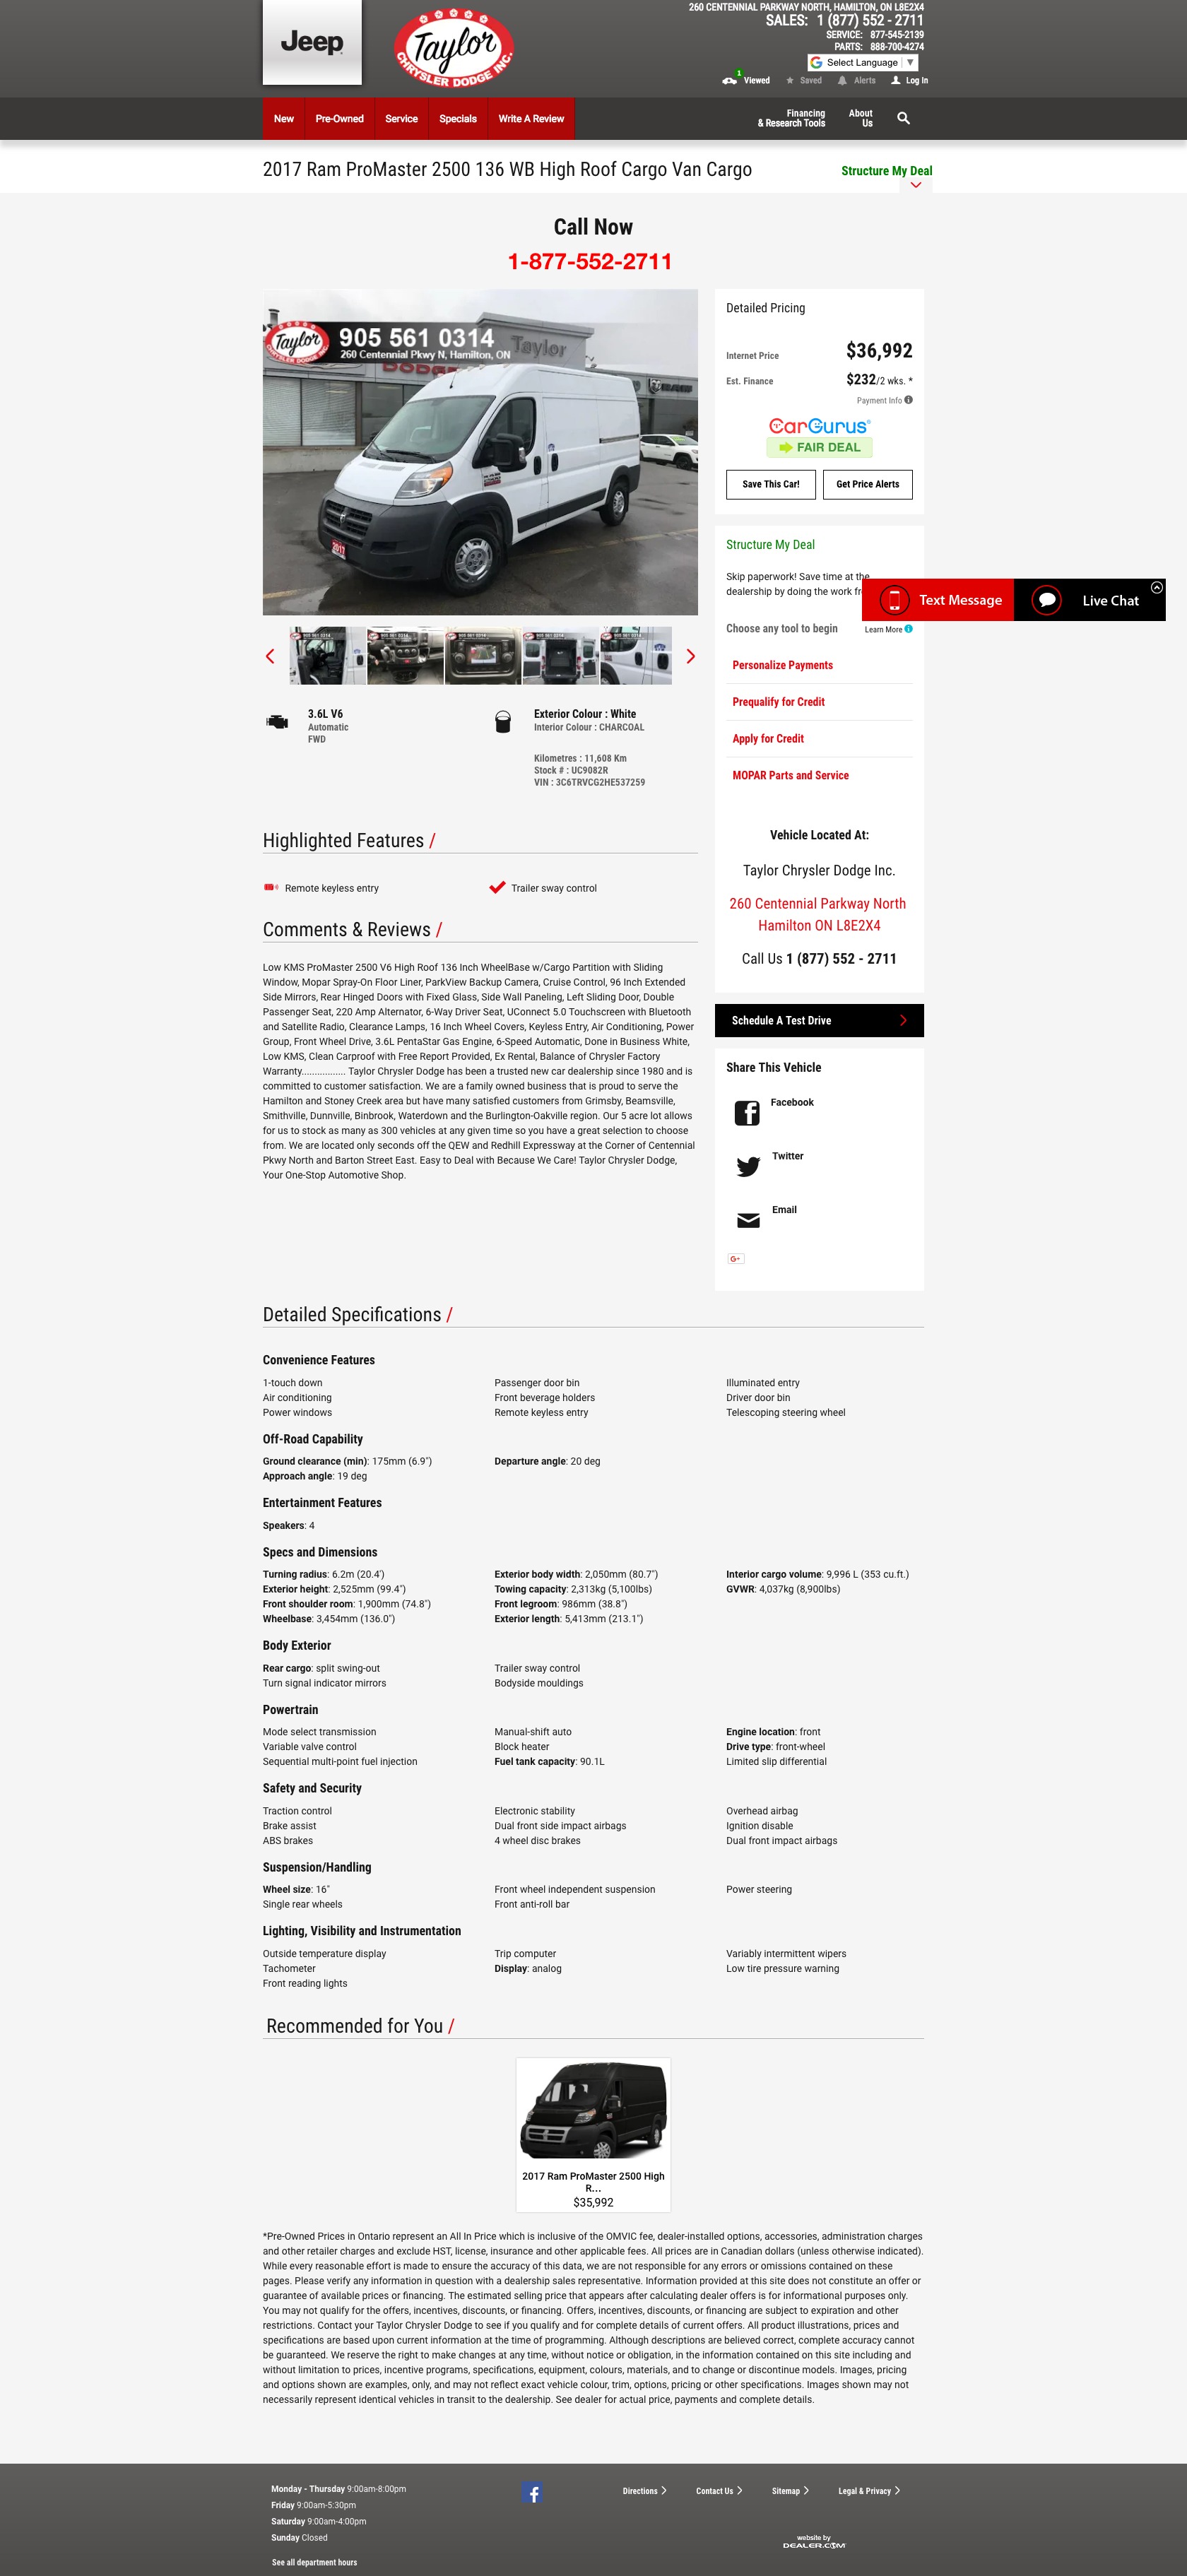 Jeep
Taylor
CHRYSLER DODGE INC.
260 CENTENNIAL PARKWAY NORTH, HAMILTON, ON L8E2X4
SALES: 1 (877) 552 - 2711
SERVICE: 877-545-2139
PARTS: 888-700-4274
Select Language ▼
1 Viewed Saved Alerts Log In
New Pre-Owned Service Specials Write A Review
Financing
& Research Tools
About
Us
2017 Ram ProMaster 2500 136 WB High Roof Cargo Van Cargo
Structure My Deal
Call Now
1-877-552-2711
Taylor
CHRYSLER DODGE INC.
905 561 0314
260 Centennial Pkwy N, Hamilton, ON
Taylor
DODGE
2017
Detailed Pricing
Internet Price $36,992
Est. Finance $232/2 wks. *
Payment Info
CarGurus
FAIR DEAL
Save This Car! Get Price Alerts
Structure My Deal
Skip paperwork! Save time at the
dealership by doing the work
Text Message Live Chat
Choose any tool to begin Learn More
Personalize Payments
Prequalify for Credit
Apply for Credit
MOPAR Parts and Service
905 561 0314
905 561 0314
905 561 0314
905 561 0314
3.6L V6
Automatic
FWD
Exterior Colour : White
Interior Colour : CHARCOAL
Kilometres : 11,608 Km
Stock # : UC9082R
VIN : 3C6TRVCG2HE537259
Vehicle Located At:
Taylor Chrysler Dodge Inc.
260 Centennial Parkway North
Hamilton ON L8E2X4
Call Us 1 (877) 552 - 2711
Schedule A Test Drive
Share This Vehicle
Facebook
Twitter
Email
G+
Highlighted Features /
Remote keyless entry Trailer sway control
Comments & Reviews /
Low KMS ProMaster 2500 V6 High Roof 136 Inch WheelBase w/Cargo Partition with Sliding
Window, Mopar Spray-On Floor Liner, ParkView Backup Camera, Cruise Control, 96 Inch Extended
Side Mirrors, Rear Hinged Doors with Fixed Glass, Side Wall Paneling, Left Sliding Door, Double
Passenger Seat, 220 Amp Alternator, 6-Way Driver Seat, UConnect 5.0 Touchscreen with Bluetooth
and Satellite Radio, Clearance Lamps, 16 Inch Wheel Covers, Keyless Entry, Air Conditioning, Power
Group, Front Wheel Drive, 3.6L PentaStar Gas Engine, 6-Speed Automatic, Done in Business White,
Low KMS, Clean Carproof with Free Report Provided, Ex Rental, Balance of Chrysler Factory
Warranty................. Taylor Chrysler Dodge has been a trusted new car dealership since 1980 and is
committed to customer satisfaction. We are a family owned business that is proud to serve the
Hamilton and Stoney Creek area but have many satisfied customers from Grimsby, Beamsville,
Smithville, Dunnville, Binbrook, Waterdown and the Burlington-Oakville region. Our 5 acre lot allows
for us to stock as many as 300 vehicles at any given time so you have a great selection to choose
from. We are located only seconds off the QEW and Redhill Expressway at the Corner of Centennial
Pkwy North and Barton Street East. Easy to Deal with Because We Care! Taylor Chrysler Dodge,
Your One-Stop Automotive Shop.
Detailed Specifications /
Convenience Features
1-touch down Passenger door bin Illuminated entry
Air conditioning Front beverage holders Driver door bin
Power windows Remote keyless entry Telescoping steering wheel
Off-Road Capability
Ground clearance (min): 175mm (6.9") Departure angle: 20 deg
Approach angle: 19 deg
Entertainment Features
Speakers: 4
Specs and Dimensions
Turning radius: 6.2m (20.4') Exterior body width: 2,050mm (80.7") Interior cargo volume: 9,996 L (353 cu.ft.)
Exterior height: 2,525mm (99.4") Towing capacity: 2,313kg (5,100lbs) GVWR: 4,037kg (8,900lbs)
Front shoulder room: 1,900mm (74.8") Front legroom: 986mm (38.8")
Wheelbase: 3,454mm (136.0") Exterior length: 5,413mm (213.1")
Body Exterior
Rear cargo: split swing-out Trailer sway control
Turn signal indicator mirrors Bodyside mouldings
Powertrain
Mode select transmission Manual-shift auto Engine location: front
Variable valve control Block heater Drive type: front-wheel
Sequential multi-point fuel injection Fuel tank capacity: 90.1L Limited slip differential
Safety and Security
Traction control Electronic stability Overhead airbag
Brake assist Dual front side impact airbags Ignition disable
ABS brakes 4 wheel disc brakes Dual front impact airbags
Suspension/Handling
Wheel size: 16" Front wheel independent suspension Power steering
Single rear wheels Front anti-roll bar
Lighting, Visibility and Instrumentation
Outside temperature display Trip computer Variably intermittent wipers
Tachometer Display: analog Low tire pressure warning
Front reading lights
Recommended for You /
2017 Ram ProMaster 2500 High
R...
$35,992
*Pre-Owned Prices in Ontario represent an All In Price which is inclusive of the OMVIC fee, dealer-installed options, accessories, administration charges
and other retailer charges and exclude HST, license, insurance and other applicable fees. All prices are in Canadian dollars (unless otherwise indicated).
While every reasonable effort is made to ensure the accuracy of this data, we are not responsible for any errors or omissions contained on these
pages. Please verify any information in question with a dealership sales representative. Information provided at this site does not constitute an offer or
guarantee of available prices or financing. The estimated selling price that appears after calculating dealer offers is for informational purposes only.
You may not qualify for the offers, incentives, discounts, or financing. Offers, incentives, discounts, or financing are subject to expiration and other
restrictions. Contact your Taylor Chrysler Dodge to see if you qualify and for complete details of current offers. All product illustrations, prices and
specifications are based upon current information at the time of programming. Although descriptions are believed correct, complete accuracy cannot
be guaranteed. We reserve the right to make changes at any time, without notice or obligation, in the information contained on this site including and
without limitation to prices, incentive programs, specifications, equipment, colours, materials, and to change or discontinue models. Images, pricing
and options shown are examples, only, and may not reflect exact vehicle colour, trim, options, pricing or other specifications. Images shown may not
necessarily represent identical vehicles in transit to the dealership. See dealer for actual price, payments and complete details.
Monday - Thursday 9:00am-8:00pm
Friday 9:00am-5:30pm
Saturday 9:00am-4:00pm
Sunday Closed
See all department hours
Directions Contact Us Sitemap Legal & Privacy
website by
DEALER.COM